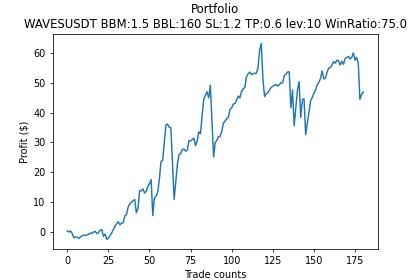 Portfolio
WAVESUSDT BBM:1.5 BBL:160 SL:1.2 TP:0.6 lev:10 WinRatio:75.0
60
50
40
30
20
10
0
Profit ($)
0 25 50 75 100 125 150 175
Trade counts